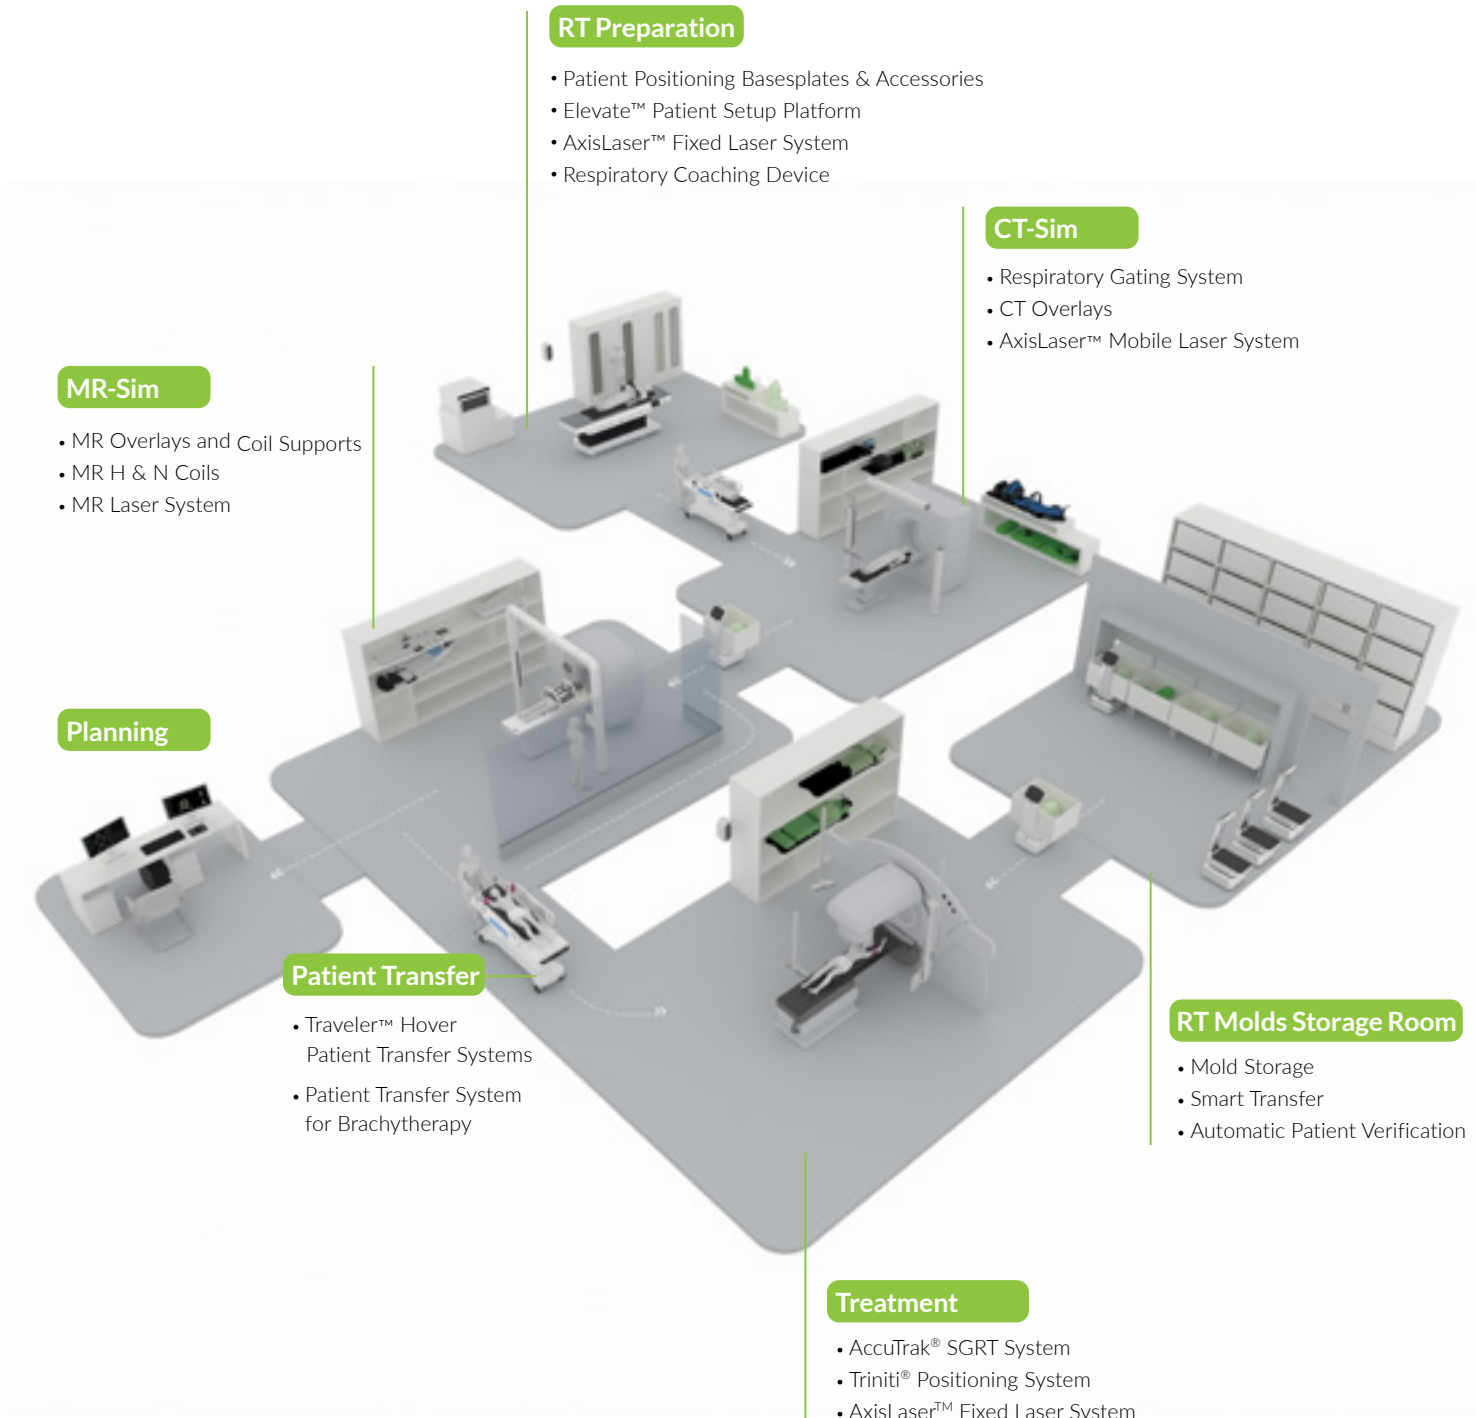 RT Preparation
• Patient Positioning Basesplates & Accessories
• Elevate™ Patient Setup Platform
• AxisLaser™ Fixed Laser System
• Respiratory Coaching Device
CT-Sim
• Respiratory Gating System
• CT Overlays
• AxisLaser™ Mobile Laser System
MR-Sim
• MR Overlays and Coil Supports
• MR H & N Coils
• MR Laser System
Planning
Patient Transfer
• Traveler™ Hover
Patient Transfer Systems
• Patient Transfer System
for Brachytherapy
RT Molds Storage Room
• Mold Storage
• Smart Transfer
• Automatic Patient Verification
Treatment
• AccuTrak® SGRT System
• Triniti® Positioning System
• AxisLaser™ Fixed Laser System